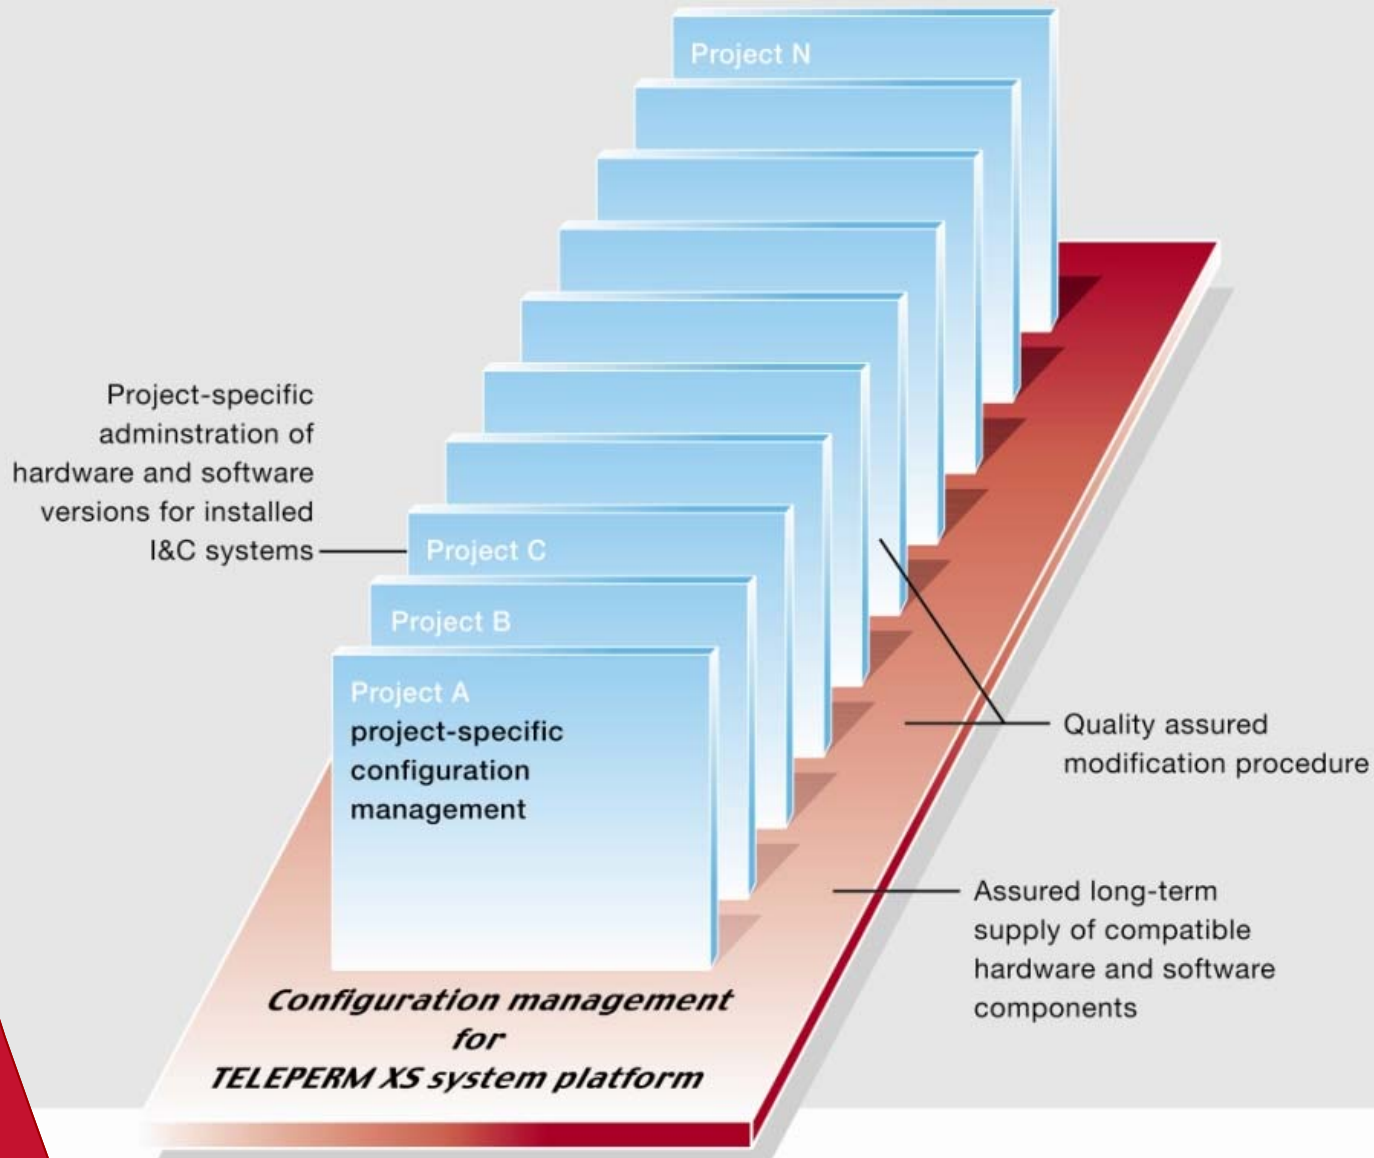 Project N
Project-specific
adminstration of
hardware and software
versions for installed
I&C systems
Project C
Project B
Project A
project-specific
configuration
management
Quality assured
modification procedure
Assured long-term
supply of compatible
hardware and software
components
Configuration management
for
TELEPERM XS system platform